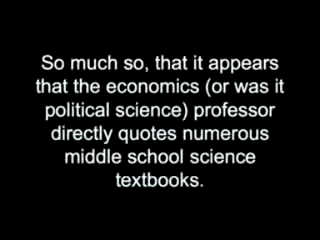 So much so, that it appears
that the economics (or was it
political science) professor
directly quotes numerous
middle school science
textbooks.